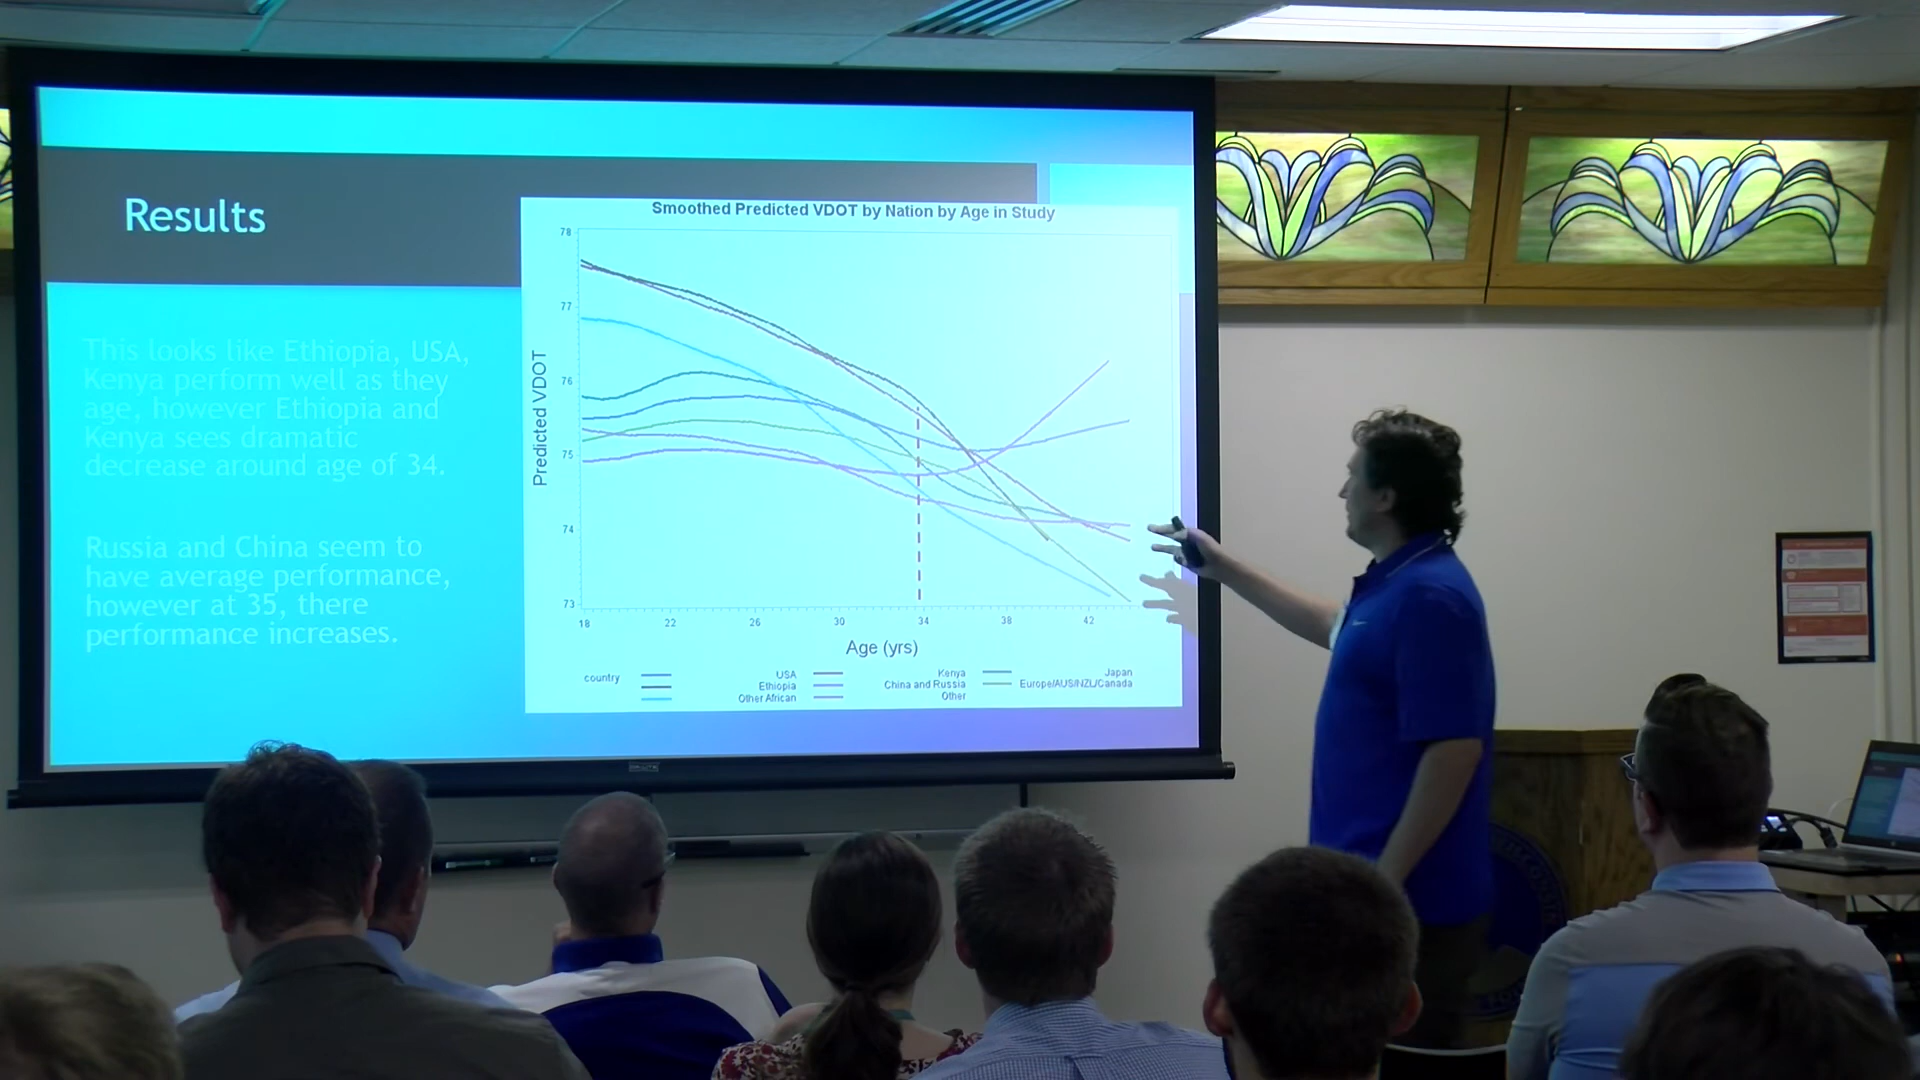 Results
This looks like Ethiopia, USA,
Kenya perform well as they
age, however Ethiopia and
Kenya sees dramatic
decrease around age of 34.
Russia and China seem to
have average performance,
however at 35, there
performance increases.
Smoothed Predicted VDOT by Nation by Age in Study
Predicted VDOT
78
77
76
75
74
73
18 22 26 30 34 38 42
Age (yrs)
country USA Kenya Japan
Ethiopia China and Russia Europe/AUS/NZL/Canada
Other African Other